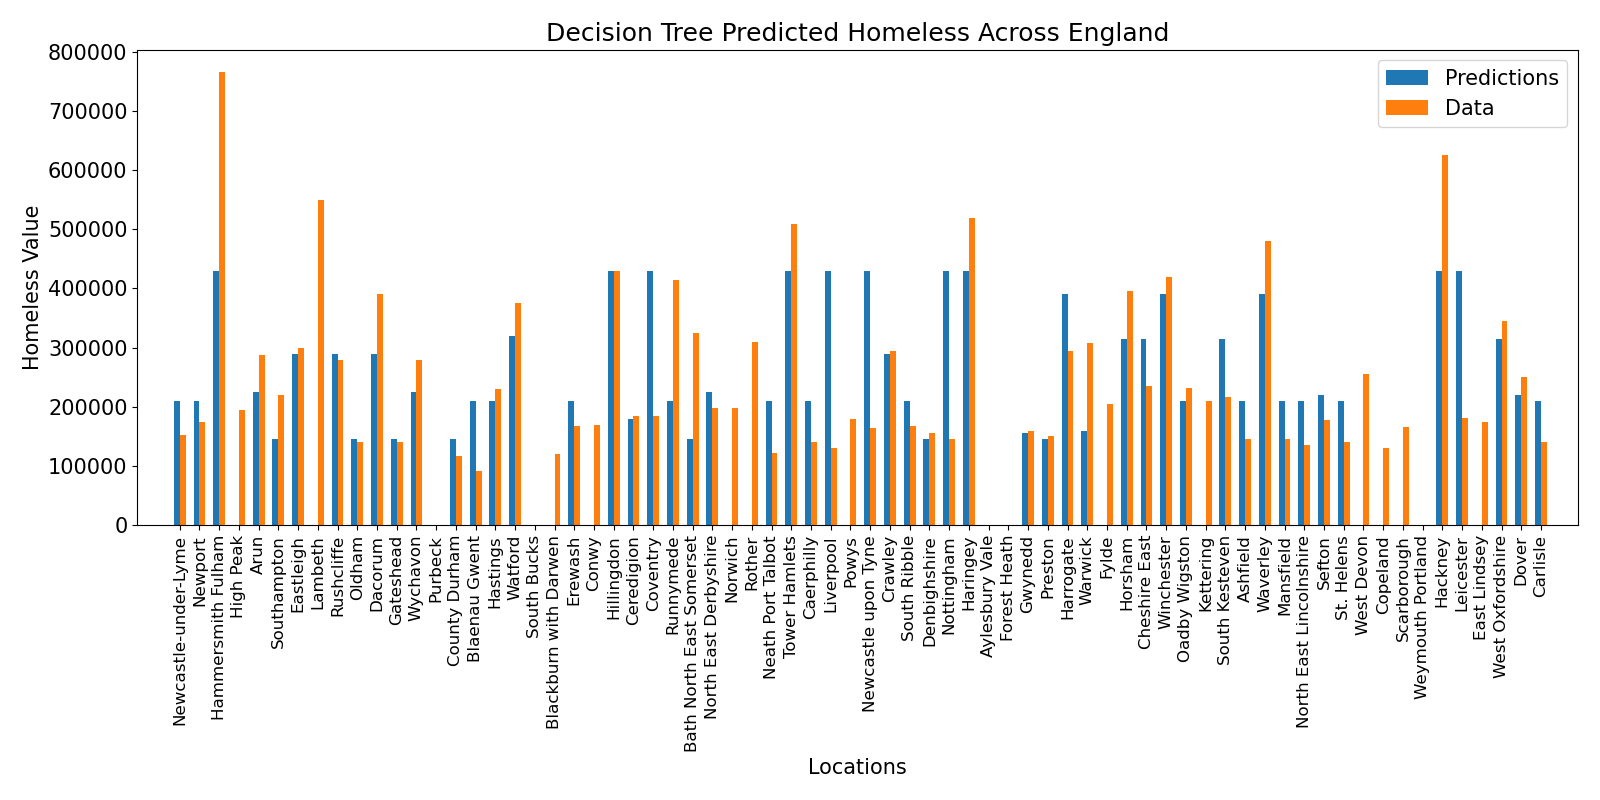 Decision Tree Predicted Homeless Across England
Predictions
Data
Homeless Value
800000
700000
600000
500000
400000
300000
200000
100000
0
Newcastle-under-Lyme
Newport
Hammersmith Fulham
High Peak
Arun
Southampton
Eastleigh
Lambeth
Rushcliffe
Oldham
Dacorum
Gateshead
Wychavon
Purbeck
County Durham
Blaenau Gwent
Hastings
Watford
South Bucks
Blackburn with Darwen
Erewash
Conwy
Hillingdon
Ceredigion
Coventry
Runnymede
Bath North East Somerset
North East Derbyshire
Norwich
Rother
Neath Port Talbot
Tower Hamlets
Caerphilly
Liverpool
Powys
Newcastle upon Tyne
Crawley
South Ribble
Denbighshire
Nottingham
Haringey
Aylesbury Vale
Forest Heath
Gwynedd
Preston
Harrogate
Warwick
Fylde
Horsham
Cheshire East
Winchester
Oadby Wigston
Kettering
South Kesteven
Ashfield
Waverley
Mansfield
North East Lincolnshire
Sefton
St. Helens
West Devon
Copeland
Scarborough
Weymouth Portland
Hackney
Leicester
East Lindsey
West Oxfordshire
Dover
Carlisle
Locations